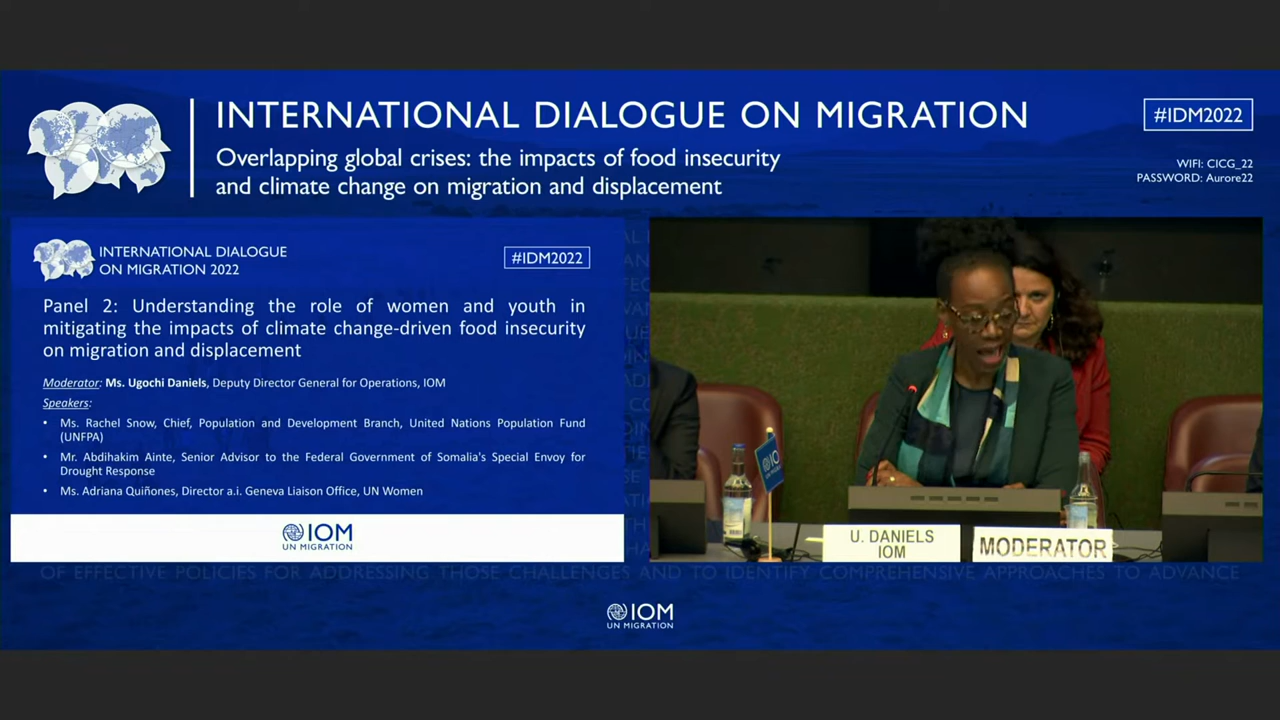 INTERNATIONAL DIALOGUE ON MIGRATION
Overlapping global crises: the impacts of food insecurity
and climate change on migration and displacement
#IDM2022
WIFI: CICG_22
PASSWORD: Aurore22
INTERNATIONAL DIALOGUE
ON MIGRATION 2022
#IDM2022
Panel 2: Understanding the role of women and youth in
mitigating the impacts of climate change-driven food insecurity
on migration and displacement
Moderator: Ms. Ugochi Daniels, Deputy Director General for Operations, IOM
Speakers:
• Ms. Rachel Snow, Chief, Population and Development Branch, United Nations Population Fund
(UNFPA)
• Mr. Abdihakim Ainte, Senior Advisor to the Federal Government of Somalia's Special Envoy for
Drought Response
• Ms. Adriana Quiñones, Director a.i. Geneva Liaison Office, UN Women
IOM
UN MIGRATION
U. DANIELS
IOM
MODERATOR
OF EFFECTIVE POLICIES FOR ADDRESSING THOSE CHALLENGES AND TO IDENTIFY COMPREHENSIVE APPROACHES TO ADVANCE
IOM
UN MIGRATION